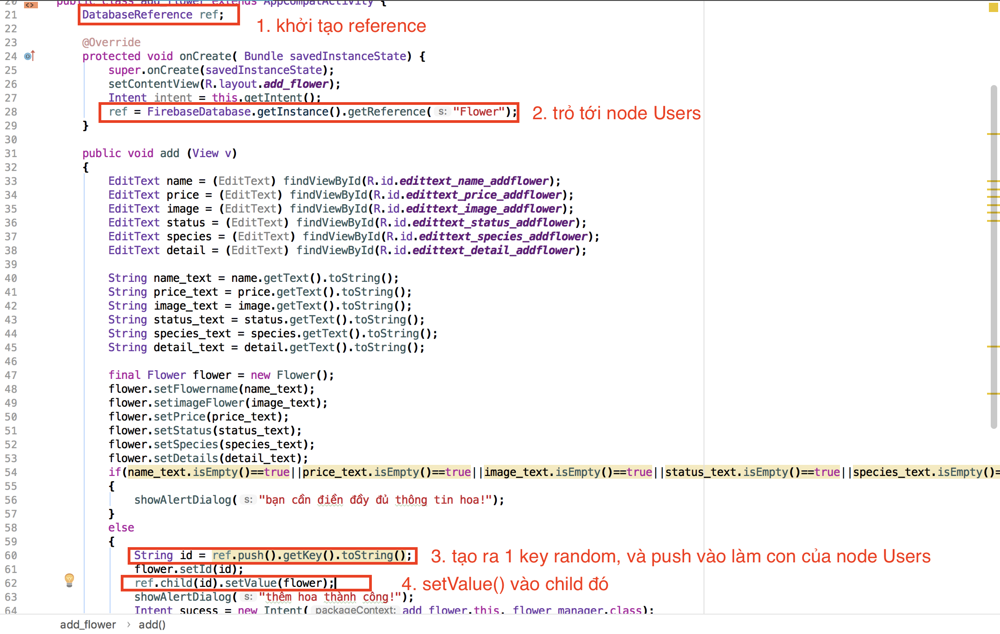 20 public class add_flower extends AppCompatActivity {
21 DatabaseReference ref;
1. khởi tạo reference
22
23 @Override
24 protected void onCreate( Bundle savedInstanceState) {
25 super.onCreate(savedInstanceState);
26 setContentView(R.layout.add_flower);
27 Intent intent = this.getIntent();
28 ref = FirebaseDatabase.getInstance().getReference( s: "Flower");
2. trỏ tới node Users
29 }
30
31 public void add (View v)
32 {
33 EditText name = (EditText) findViewById(R.id.edittext_name_addflower);
34 EditText price = (EditText) findViewById(R.id.edittext_price_addflower);
35 EditText image = (EditText) findViewById(R.id.edittext_image_addflower);
36 EditText status = (EditText) findViewById(R.id.edittext_status_addflower);
37 EditText species = (EditText) findViewById(R.id.edittext_species_addflower);
38 EditText detail = (EditText) findViewById(R.id.edittext_detail_addflower);
39
40 String name_text = name.getText().toString();
41 String price_text = price.getText().toString();
42 String image_text = image.getText().toString();
43 String status_text = status.getText().toString();
44 String species_text = species.getText().toString();
45 String detail_text = detail.getText().toString();
46
47 final Flower flower = new Flower();
48 flower.setFlowername(name_text);
49 flower.setimageFlower(image_text);
50 flower.setPrice(price_text);
51 flower.setStatus(status_text);
52 flower.setSpecies(species_text);
53 flower.setDetails(detail_text);
54 if(name_text.isEmpty()==true||price_text.isEmpty()==true||image_text.isEmpty()==true||status_text.isEmpty()==true||species_text.isEmpty()=
55 {
56 showAlertDialog( s: "bạn cần điền đầy đủ thông tin hoa!");
57 }
58 else
59 {
60 String id = ref.push().getKey().toString();
3. tạo ra 1 key random, và push vào làm con của node Users
61 flower.setId(id);
62 ref.child(id).setValue(flower);
4. setValue() vào child đó
63 showAlertDialog( s: "thêm hoa thành công!");
64 Intent sucess = new Intent( packageContext: add_flower.this, flower_manager.class);
add_flower › add()